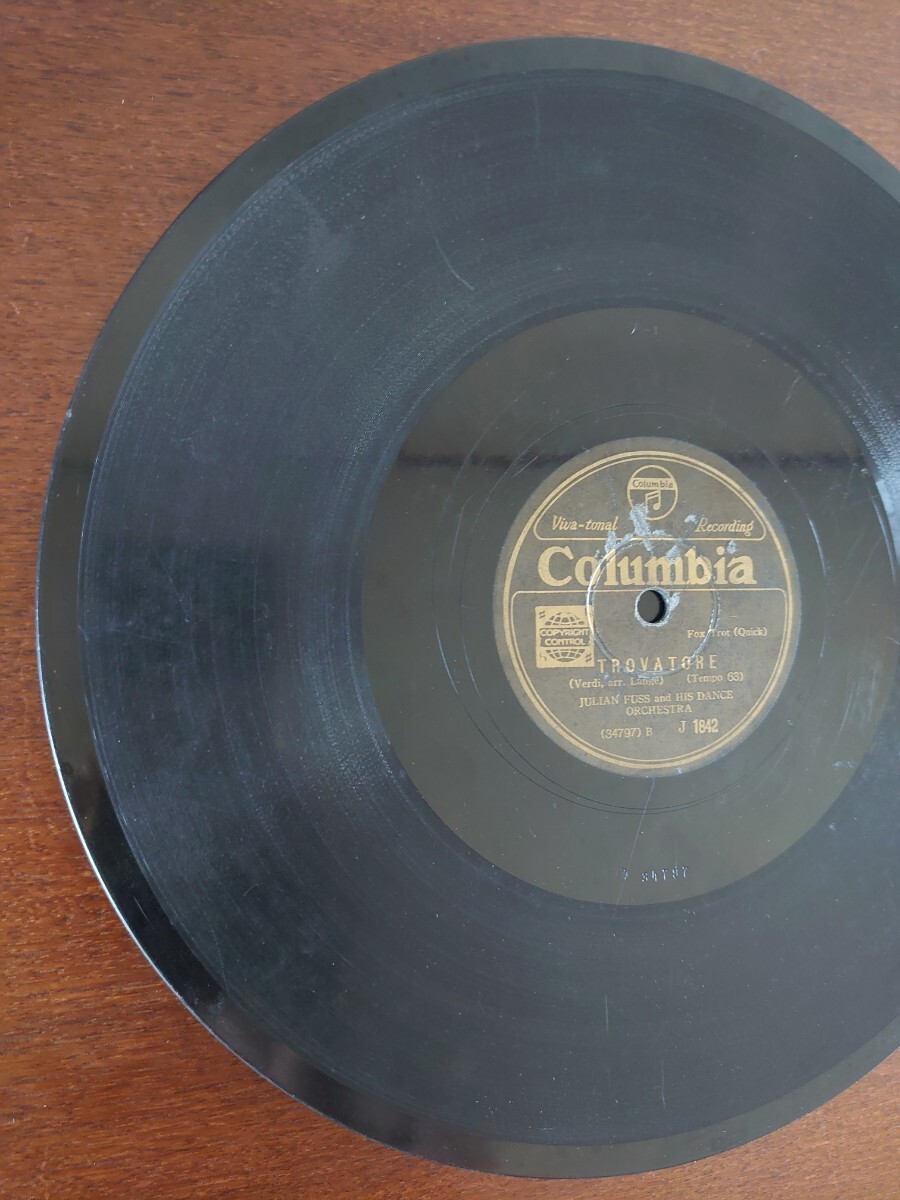 Columbia
Viva-tonal Recording
Columbia
COPYRIGHT
CONTROL
Fox Trot (Quick)
TROVATORE
(Verdi, arr. Lange) (Tempo 63)
JULIAN FUSS and HIS DANCE
ORCHESTRA
(34797) B J 1842
34797